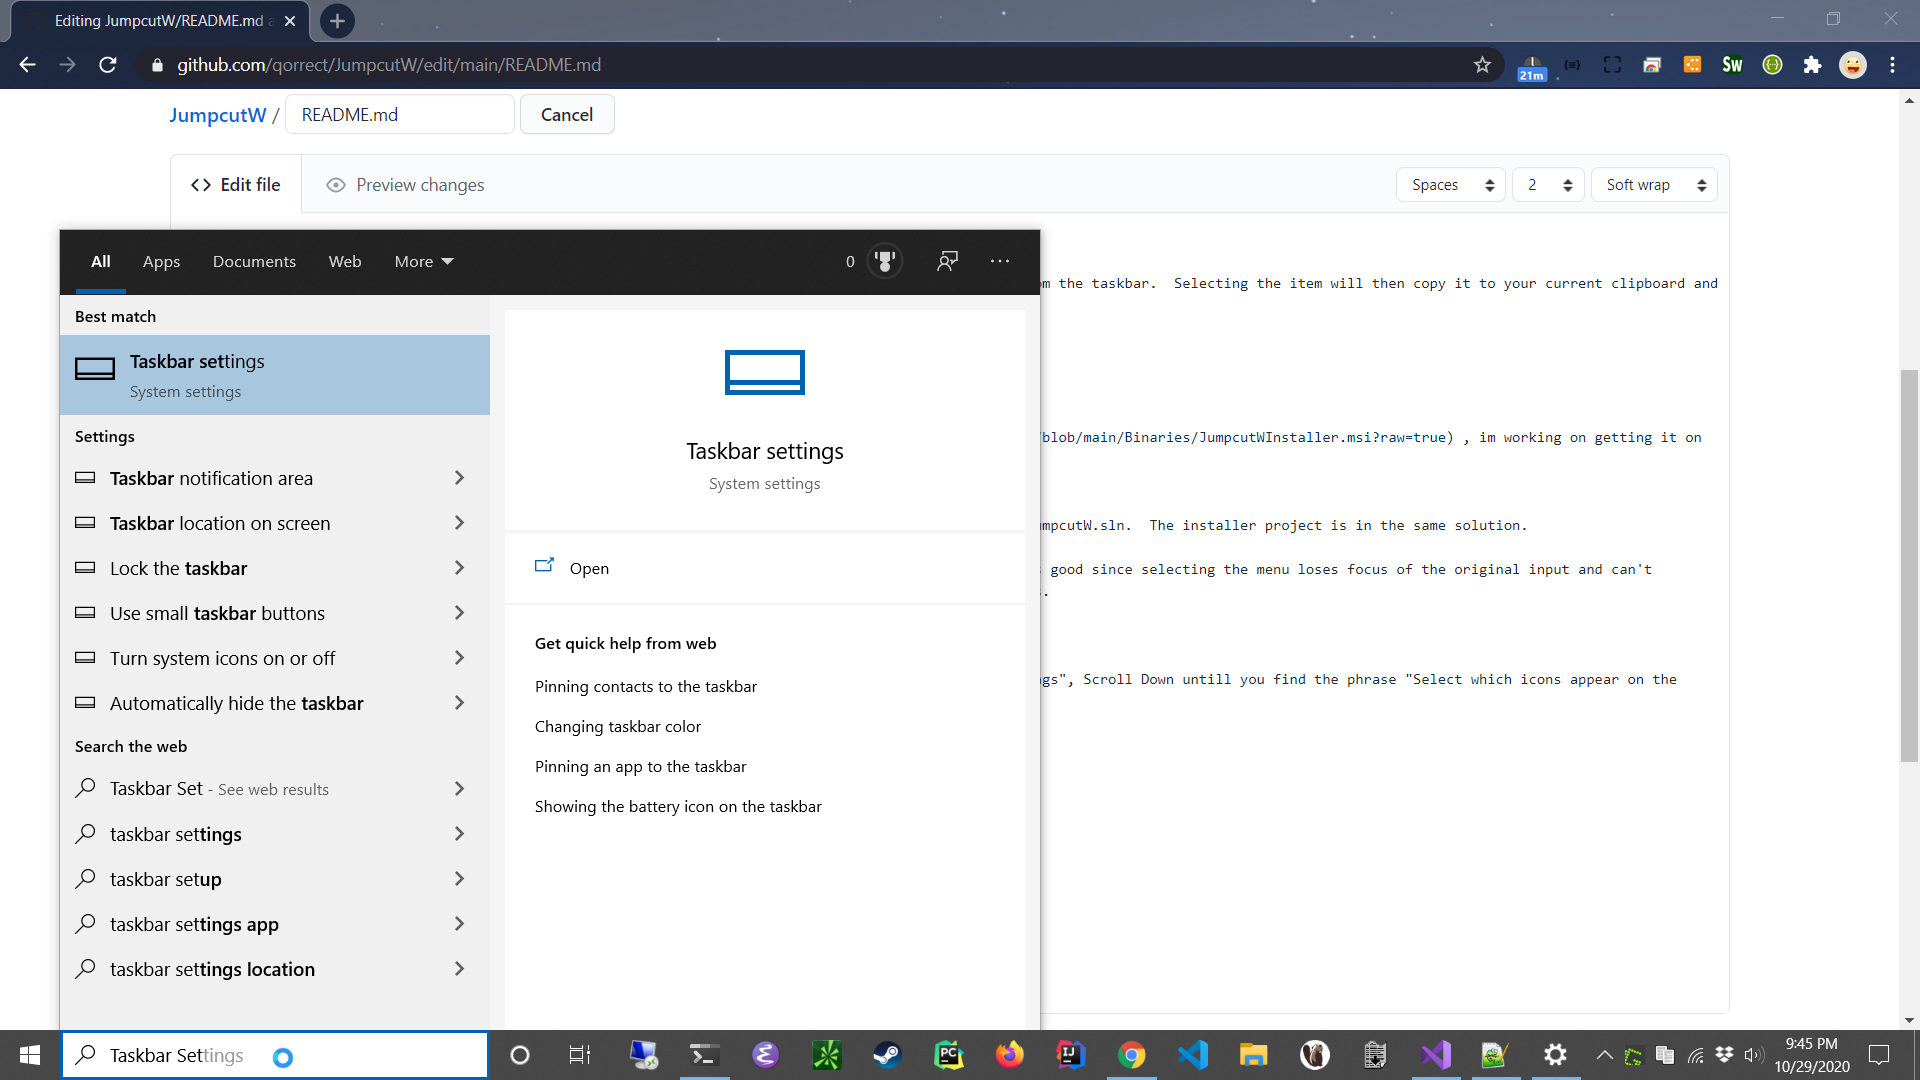 Editing JumpcutW/README.md a
github.com/qorrect/JumpcutW/edit/main/README.md
21m
Sw
JumpcutW / README.md Cancel
Edit file Preview changes Spaces 2 Soft wrap
All Apps Documents Web More 0
om the taskbar.  Selecting the item will then copy it to your current clipboard and
/blob/main/Binaries/JumpcutWInstaller.msi?raw=true) , im working on getting it on
umpcutW.sln.  The installer project is in the same solution.
s good since selecting the menu loses focus of the original input and can't
.
ngs", Scroll Down untill you find the phrase "Select which icons appear on the
Best match
Taskbar settings
System settings
Settings
Taskbar notification area
Taskbar location on screen
Lock the taskbar
Use small taskbar buttons
Turn system icons on or off
Automatically hide the taskbar
Search the web
Taskbar Set - See web results
taskbar settings
taskbar setup
taskbar settings app
taskbar settings location
Taskbar settings
System settings
Open
Get quick help from web
Pinning contacts to the taskbar
Changing taskbar color
Pinning an app to the taskbar
Showing the battery icon on the taskbar
Taskbar Settings
PC
IJ
9:45 PM
10/29/2020